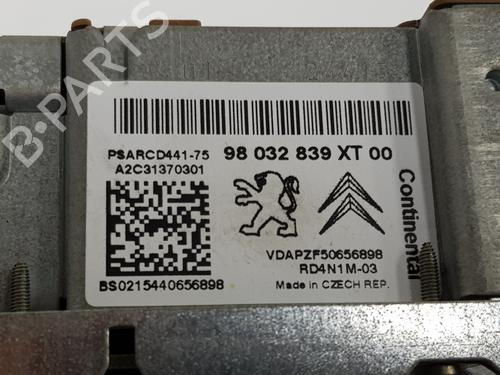 PSARCD441-75
98 032 839 XT 00
A2C31370301
Continental
VDAPZF50656898
RD4N1M-03
BS0215440656898
Made in CZECH REP.
B-PARTS